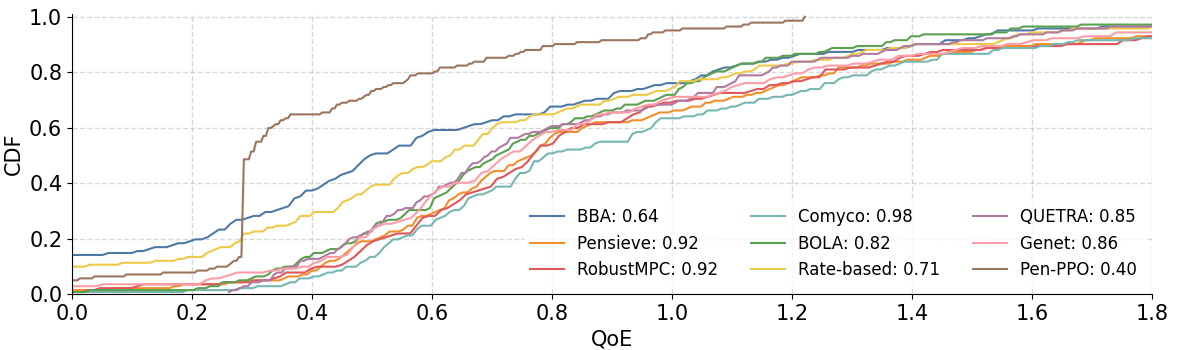 1.0
0.8
0.6
0.4
0.2
0.0
CDF
BBA: 0.64
Pensieve: 0.92
RobustMPC: 0.92
Comyco: 0.98
BOLA: 0.82
Rate-based: 0.71
QUETRA: 0.85
Genet: 0.86
Pen-PPO: 0.40
0.0 0.2 0.4 0.6 0.8 1.0 1.2 1.4 1.6 1.8
QoE